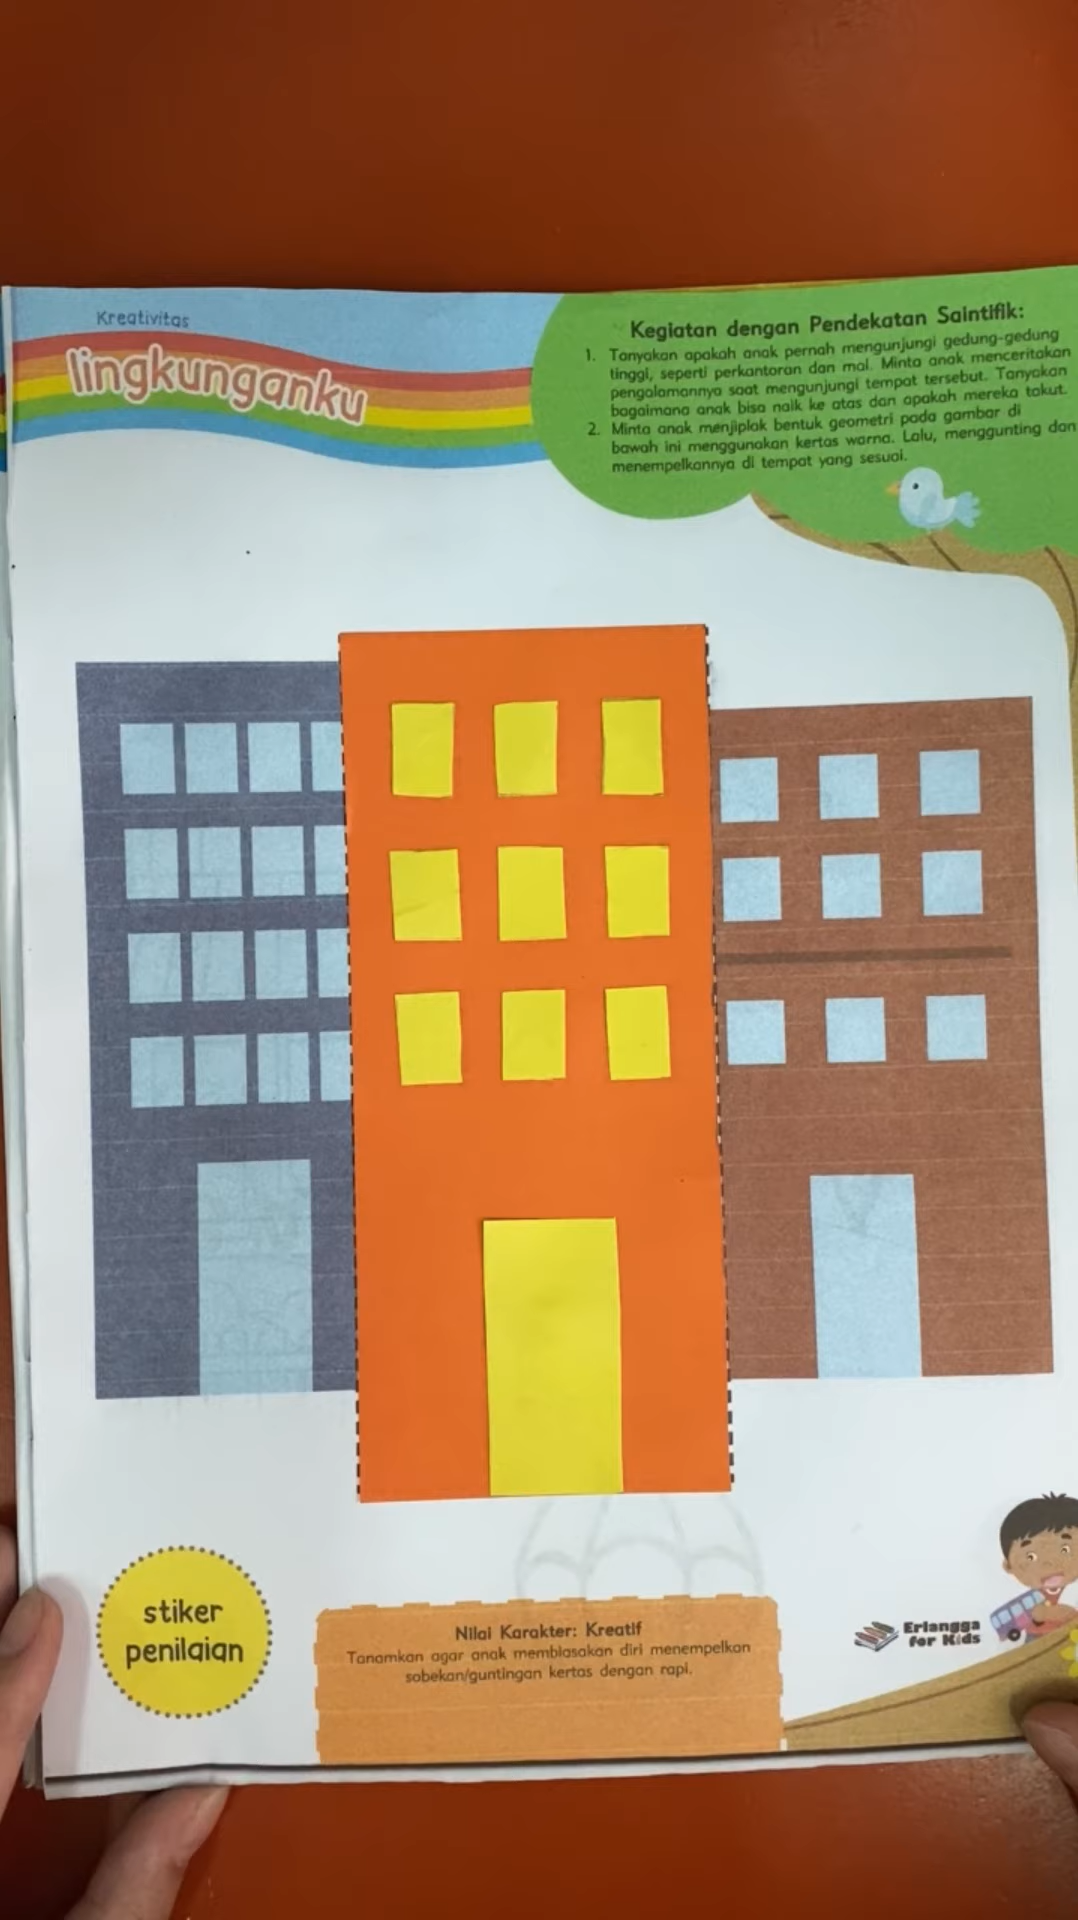 Kreativitas
lingkunganku
Kegiatan dengan Pendekatan Saintifik:
1. Tanyakan apakah anak pernah mengunjungi gedung-gedung
tinggi, seperti perkantoran dan mal. Minta anak menceritakan
pengalamannya saat mengunjungi tempat tersebut. Tanyakan
bagaimana anak bisa naik ke atas dan apakah mereka takut.
2. Minta anak menjiplak bentuk geometri pada gambar di
bawah ini menggunakan kertas warna. Lalu, menggunting dan
menempelkannya di tempat yang sesuai.
stiker
penilaian
Nilai Karakter: Kreatif
Tanamkan agar anak membiasakan diri menempelkan
sobekan/guntingan kertas dengan rapi.
Erlangga
for Kids